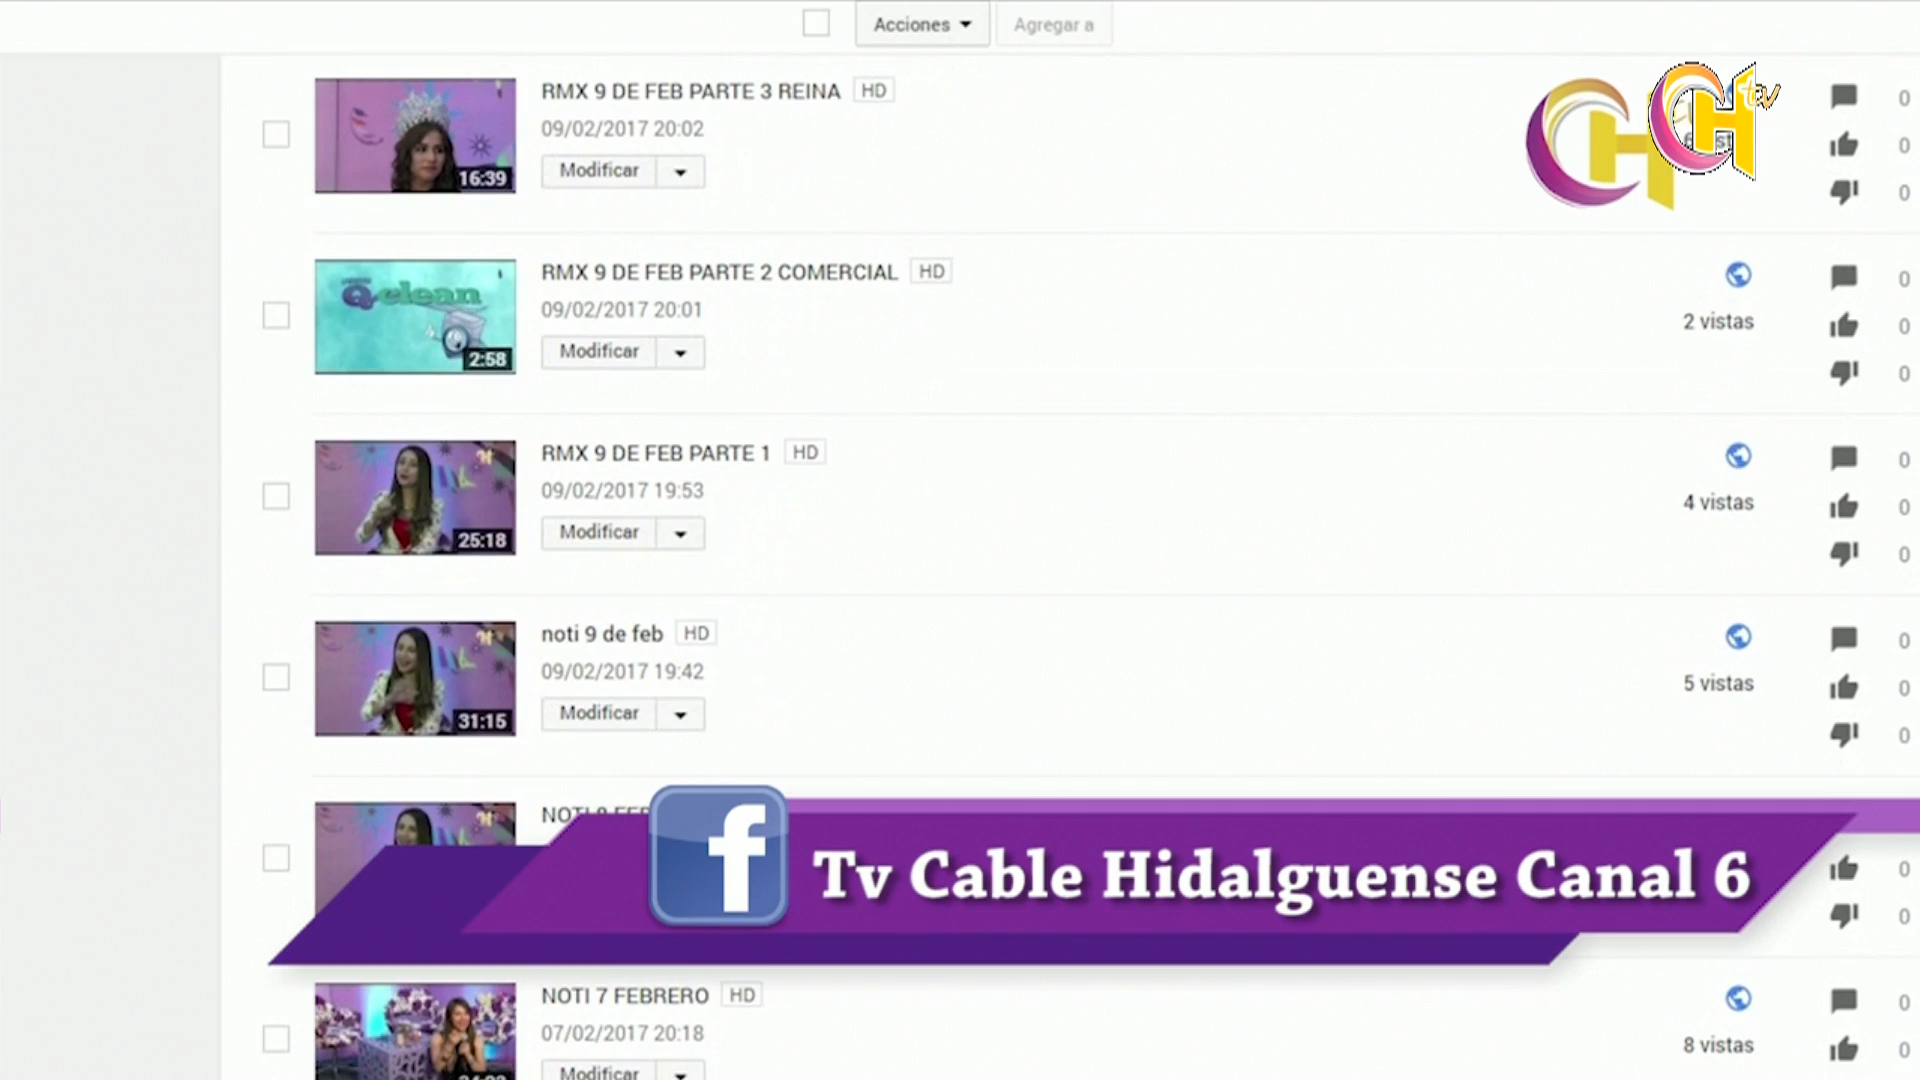 Acciones
Agregar a
RMX 9 DE FEB PARTE 3 REINA HD
09/02/2017 20:02
Modificar
16:39
CH
CH tv
0
0
0
RMX 9 DE FEB PARTE 2 COMERCIAL HD
09/02/2017 20:01
Modificar
Qclean
2:58
2 vistas
0
0
0
RMX 9 DE FEB PARTE 1 HD
09/02/2017 19:53
Modificar
25:18
4 vistas
0
0
0
noti 9 de feb HD
09/02/2017 19:42
Modificar
31:15
5 vistas
0
0
0
f Tv Cable Hidalguense Canal 6
0
0
NOTI 7 FEBRERO HD
07/02/2017 20:18
Modificar
8 vistas
0
0